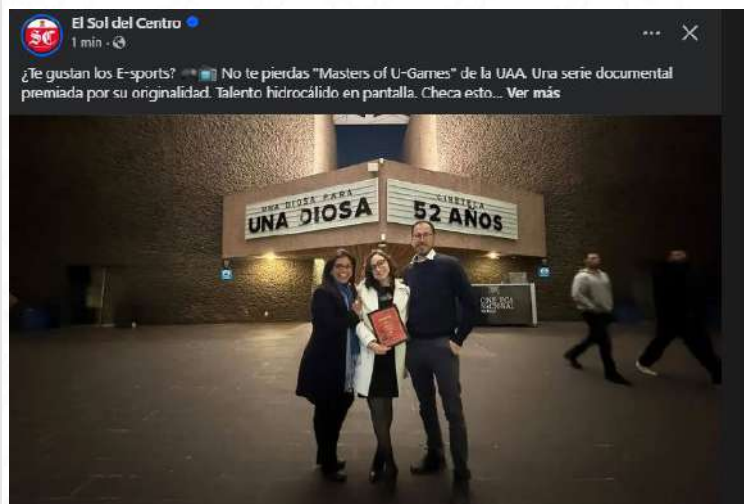 El Sol del Centro
1 min
¿Te gustan los E-sports? No te pierdas "Masters of U-Games" de la UAA. Una serie documental
premiada por su originalidad. Talento hidrocálido en pantalla. Checa esto... Ver más
UNA DIOSA PARA
UNA DIOSA
CINETECA
52 AÑOS
NACIONAL